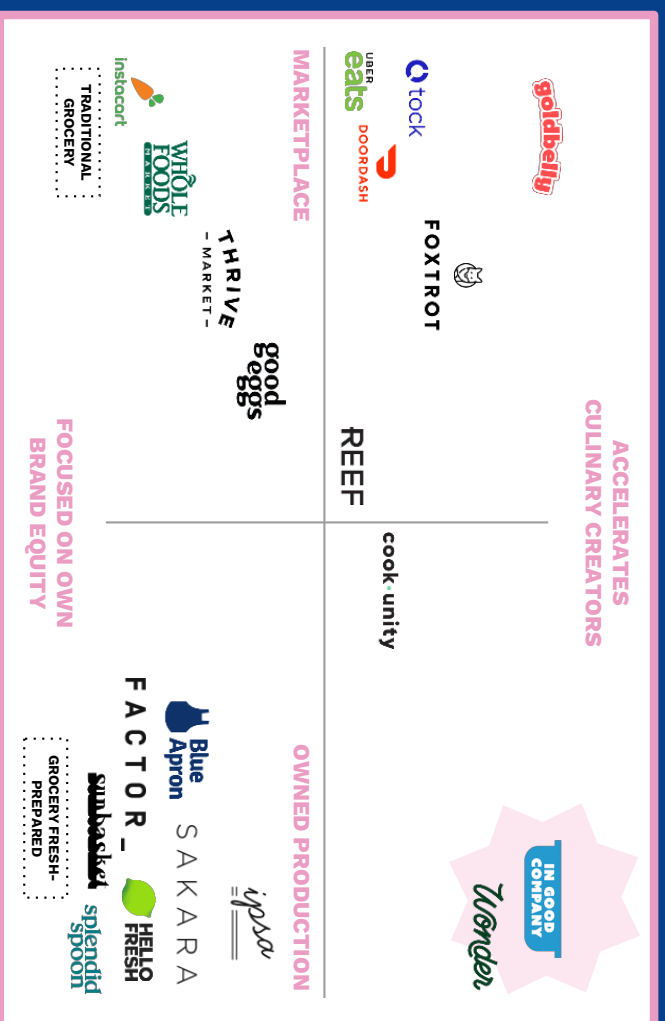 ACCELERATES
CULINARY CREATORS
goldbelly
IN GOOD
COMPANY
Wonder
FOXTROT
tock
cook·unity
UBER
eats
DOORDASH
REEF
MARKETPLACE
OWNED PRODUCTION
good
eggs
ipsa
THRIVE
– MARKET –
WHOLE
FOODS
MARKET
Blue
Apron
SAKARA
instacart
FACTOR_
HELLO
FRESH
TRADITIONAL
GROCERY
sunbasket
splendid
spoon
FOCUSED ON OWN
BRAND EQUITY
GROCERY FRESH-
PREPARED